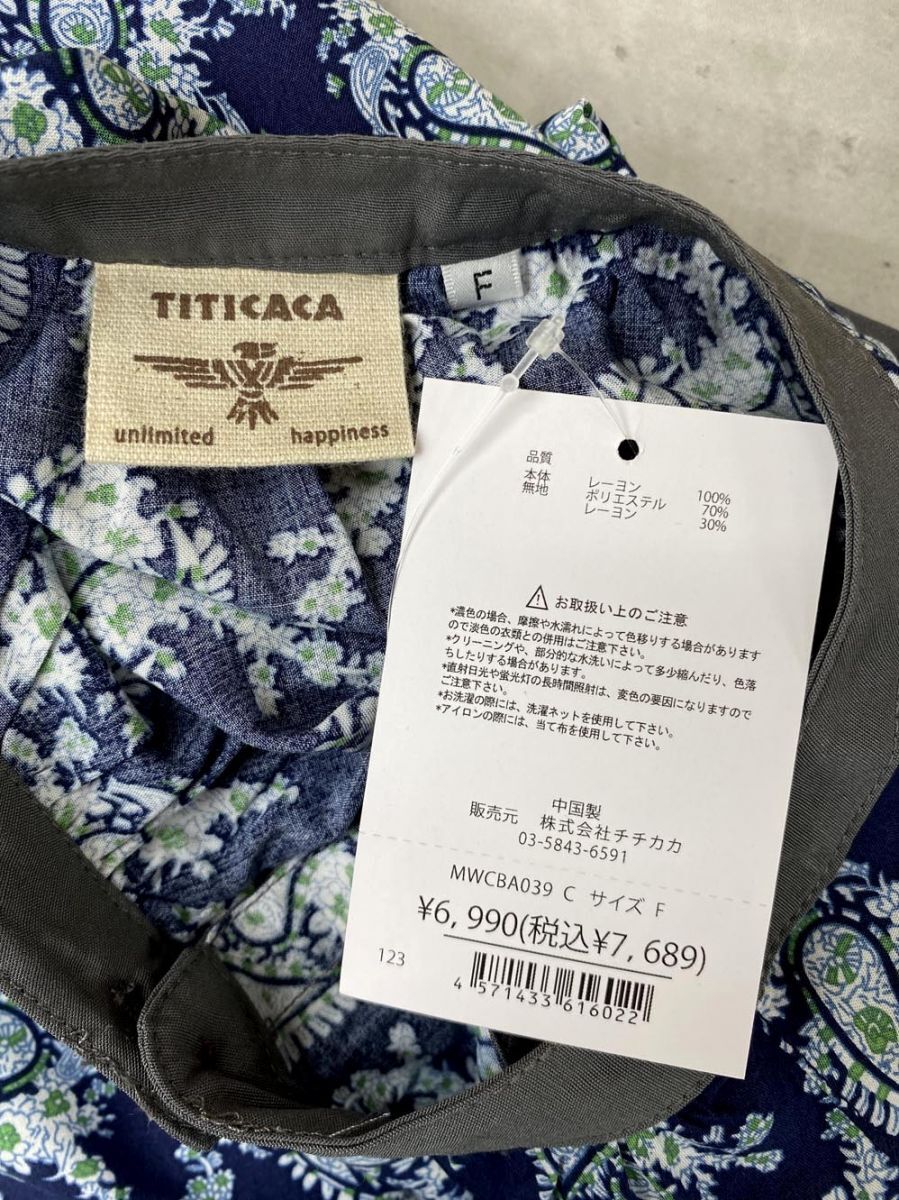 TITICACA
unlimited happiness
F
品質
本体 レーヨン 100%
無地 ポリエステル 70%
レーヨン 30%
お取扱い上のご注意
*濃色の場合、摩擦や水濡れによって色移りする場合があります
ので淡色の衣類との併用はご注意下さい。
*クリーニングや、部分的な水洗いによって多少縮んだり、色落
ちしたりする場合があります。
*直射日光や蛍光灯の長時間照射は、変色の要因になりますので
ご注意下さい。
*お洗濯の際には、洗濯ネットを使用して下さい。
*アイロンの際には、当て布を使用して下さい。
中国製
販売元 株式会社チチカカ
03-5843-6591
MWCBA039 C サイズ F
¥6,990(税込¥7,689)
123
4 571433 616022